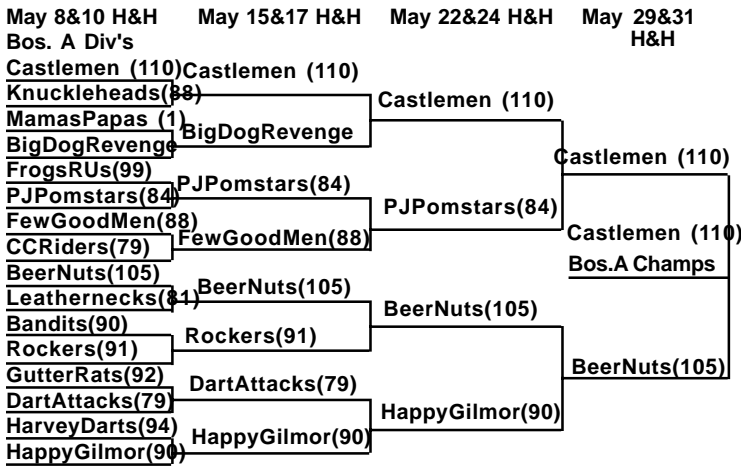 May 8&10 H&H
Bos. A Div's
Castlemen (110)
Knuckleheads(88)
MamasPapas (1)
BigDogRevenge
FrogsRUs(99)
PJPomstars(84)
FewGoodMen(88)
CCRiders(79)
BeerNuts(105)
Leathernecks(81)
Bandits(90)
Rockers(91)
GutterRats(92)
DartAttacks(79)
HarveyDarts(94)
HappyGilmor(90)
May 15&17 H&H
Castlemen (110)
BigDogRevenge
PJPomstars(84)
FewGoodMen(88)
BeerNuts(105)
Rockers(91)
DartAttacks(79)
HappyGilmor(90)
May 22&24 H&H
Castlemen (110)
PJPomstars(84)
BeerNuts(105)
HappyGilmor(90)
May 29&31
H&H
Castlemen (110)
Castlemen (110)
Bos.A Champs
BeerNuts(105)